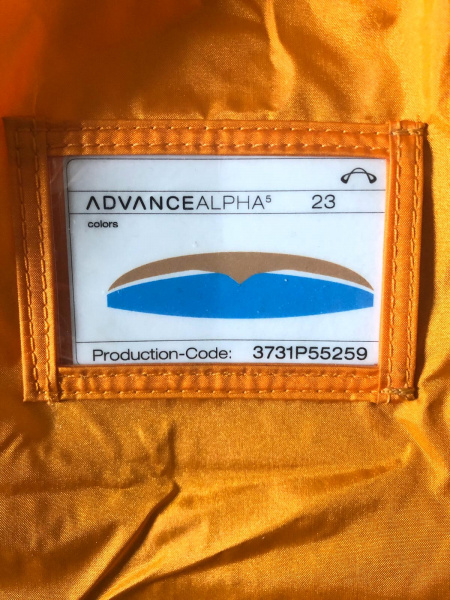 ADVANCEALPHA⁵ 23
colors
Production-Code: 3731P55259